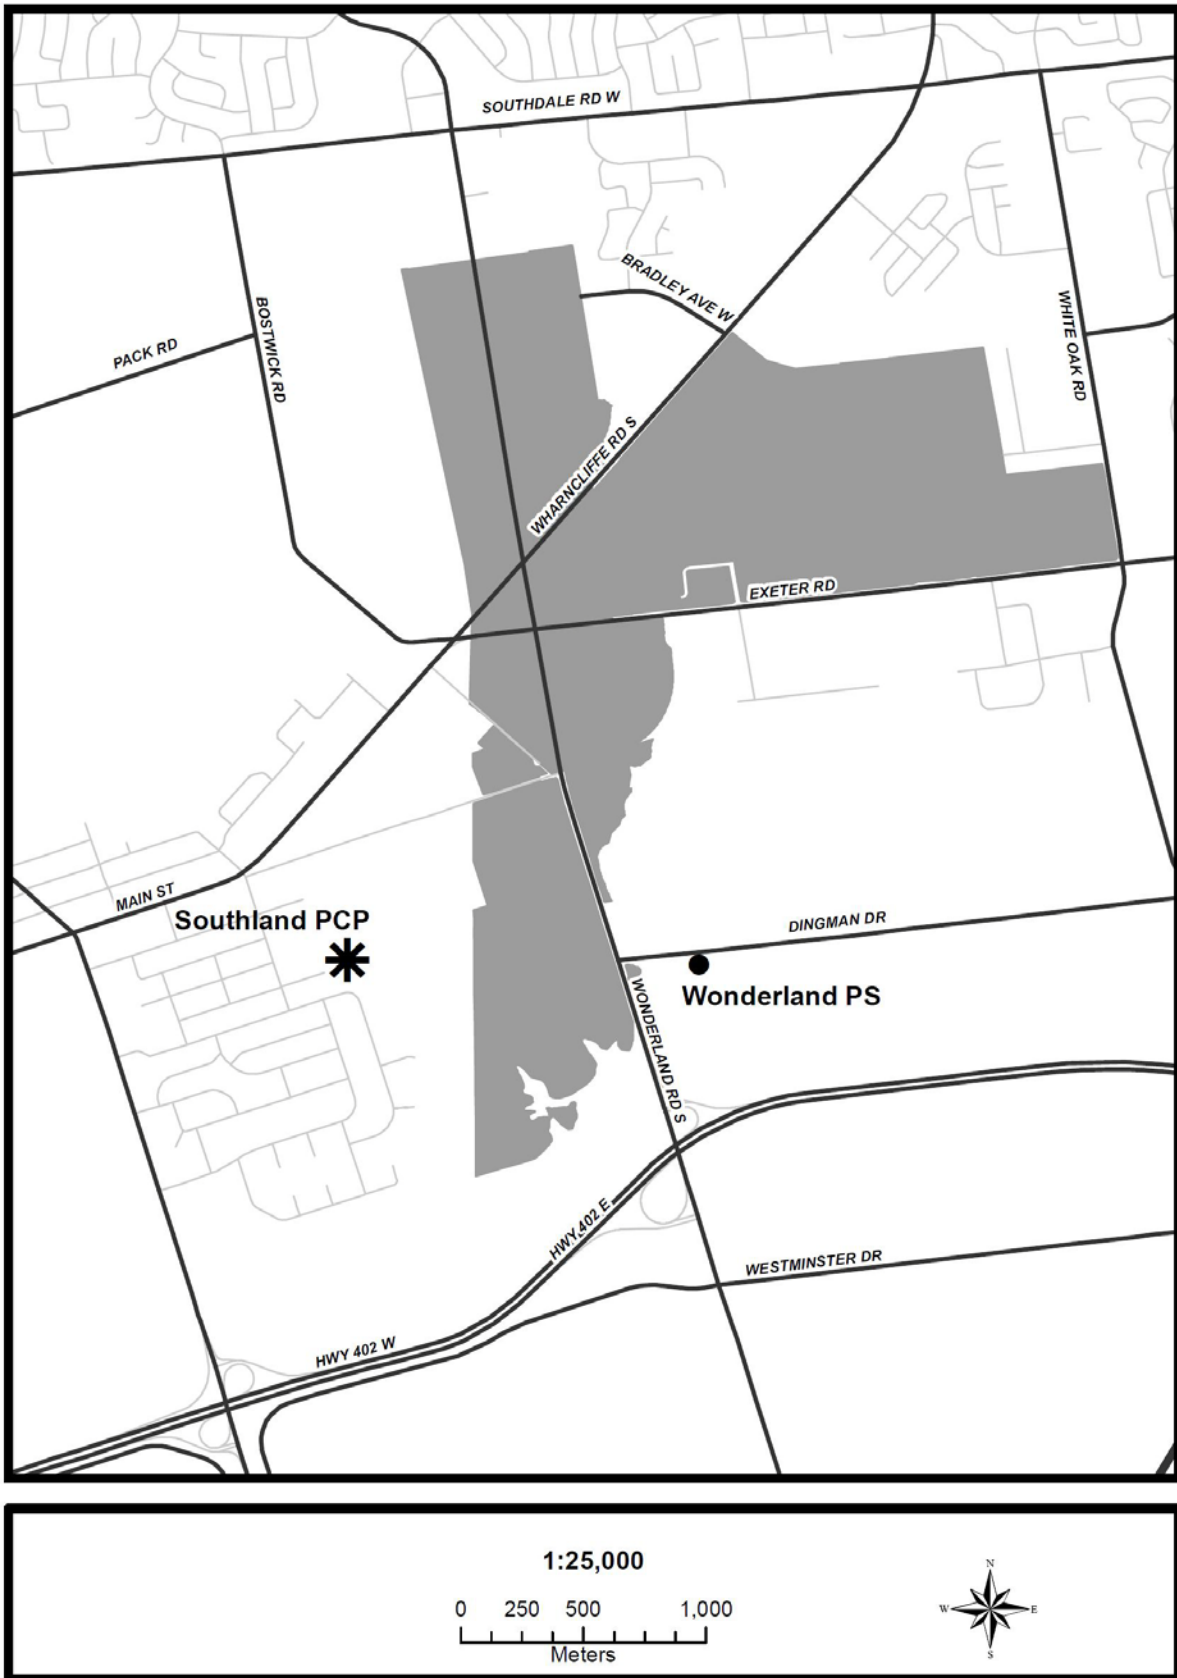 SOUTHDALE RD W
BRADLEY AVE W
BOSTWICK RD
WHITE OAK RD
PACK RD
WHARNCLIFFE RD S
EXETER RD
MAIN ST
Southland PCP
DINGMAN DR
Wonderland PS
WONDERLAND RD S
HWY 402 E
WESTMINSTER DR
HWY 402 W
1:25,000
0 250 500 1,000
Meters
N
W E
S